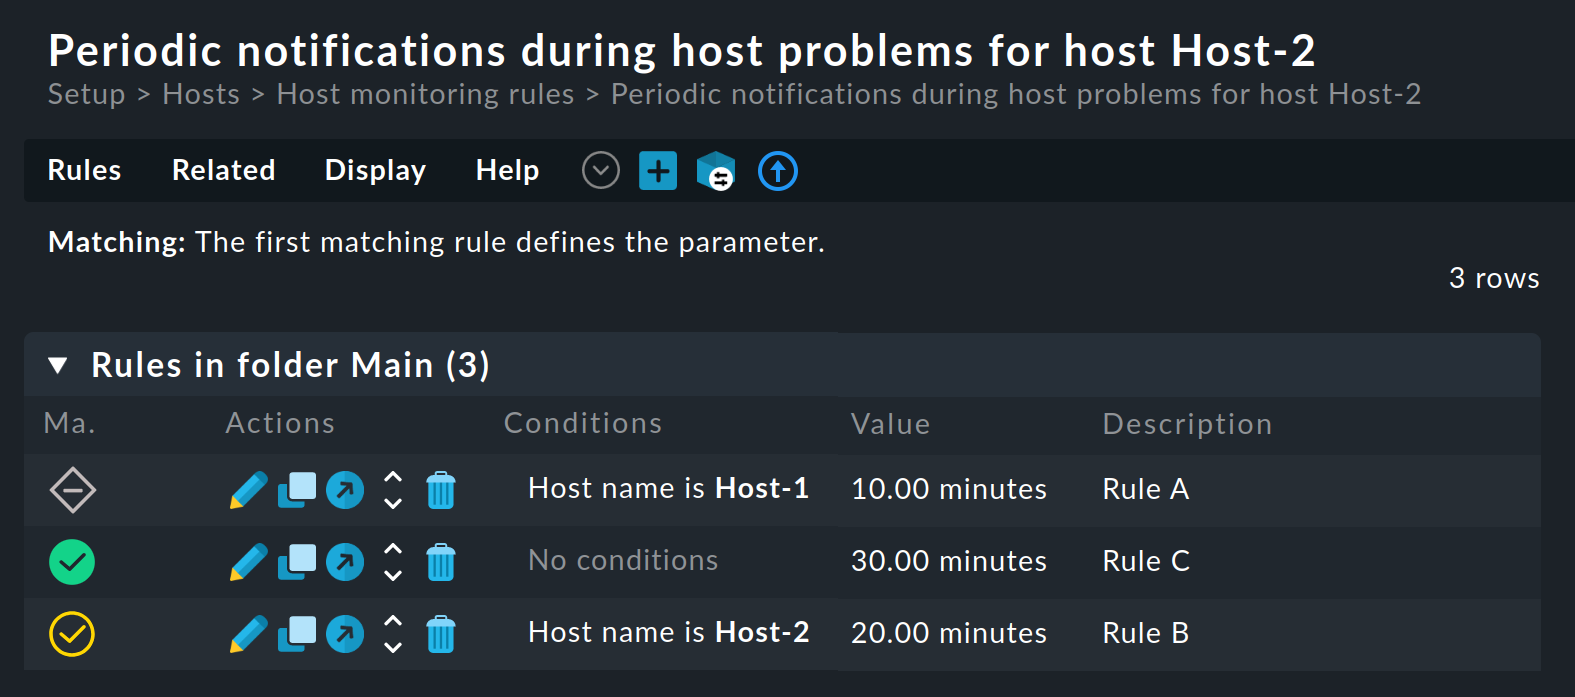 Periodic notifications during host problems for host Host-2
Setup > Hosts > Host monitoring rules > Periodic notifications during host problems for host Host-2
Rules Related Display Help
Matching: The first matching rule defines the parameter.
3 rows
Rules in folder Main (3)
Ma. Actions Conditions Value Description
Host name is Host-1 10.00 minutes Rule A
No conditions 30.00 minutes Rule C
Host name is Host-2 20.00 minutes Rule B